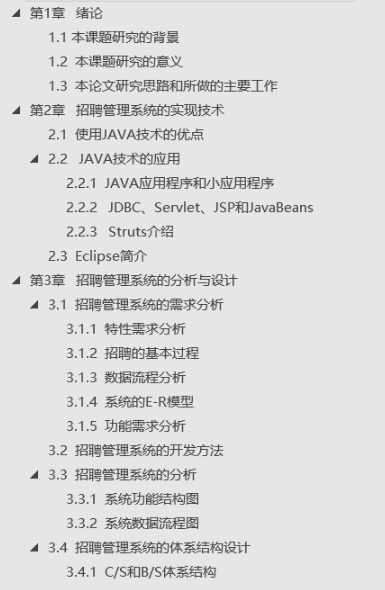 第1章 绪论
1.1 本课题研究的背景
1.2 本课题研究的意义
1.3 本论文研究思路和所做的主要工作
第2章 招聘管理系统的实现技术
2.1 使用JAVA技术的优点
2.2 JAVA技术的应用
2.2.1 JAVA应用程序和小应用程序
2.2.2 JDBC、Servlet、JSP和JavaBeans
2.2.3 Struts介绍
2.3 Eclipse简介
第3章 招聘管理系统的分析与设计
3.1 招聘管理系统的需求分析
3.1.1 特性需求分析
3.1.2 招聘的基本过程
3.1.3 数据流程分析
3.1.4 系统的E-R模型
3.1.5 功能需求分析
3.2 招聘管理系统的开发方法
3.3 招聘管理系统的分析
3.3.1 系统功能结构图
3.3.2 系统数据流程图
3.4 招聘管理系统的体系结构设计
3.4.1 C/S和B/S体系结构